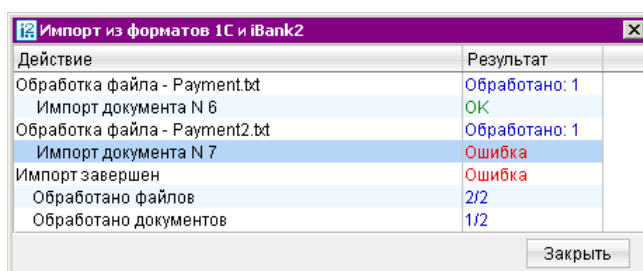 i2 Импорт из форматов 1С и iBank2
Действие Результат
Обработка файла - Payment.txt Обработано: 1
Импорт документа N 6 OK
Обработка файла - Payment2.txt Обработано: 1
Импорт документа N 7 Ошибка
Импорт завершен Ошибка
Обработано файлов 2/2
Обработано документов 1/2
Закрыть